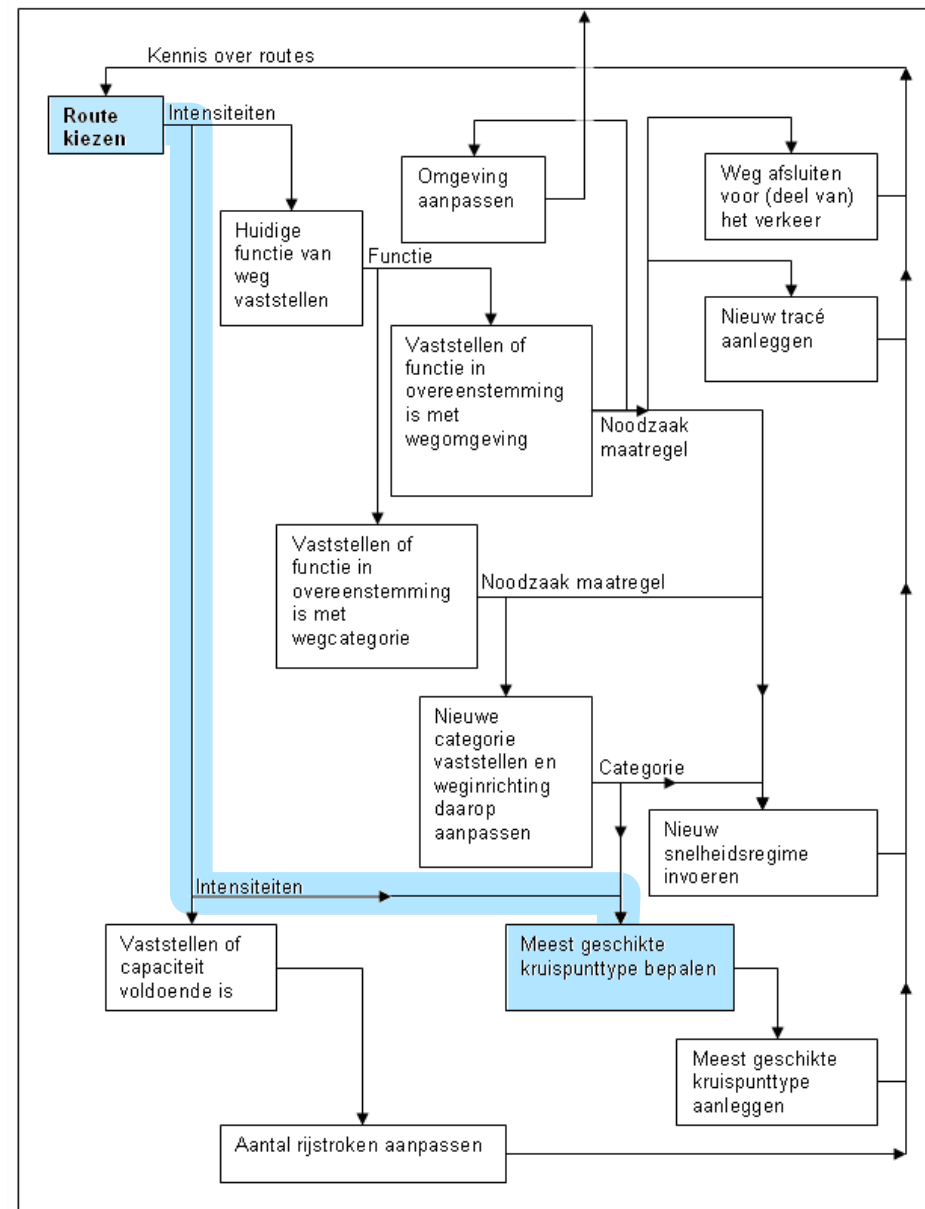 Kennis over routes
Route
kiezen
Intensiteiten
Omgeving
aanpassen
Weg afsluiten
voor (deel van)
het verkeer
Huidige
functie van
weg
vaststellen
Functie
Nieuw tracé
aanleggen
Vaststellen of
functie in
overeenstemming
is met
wegomgeving
Noodzaak
maatregel
Vaststellen of
functie in
overeenstemming
is met
wegcategorie
Noodzaak maatregel
Nieuwe
categorie
vaststellen en
weginrichting
daarop
aanpassen
Categorie
Nieuw
snelheidsregime
invoeren
Intensiteiten
Vaststellen of
capaciteit
voldoende is
Meest geschikte
kruispunttype bepalen
Meest geschikte
kruispunttype
aanleggen
Aantal rijstroken aanpassen